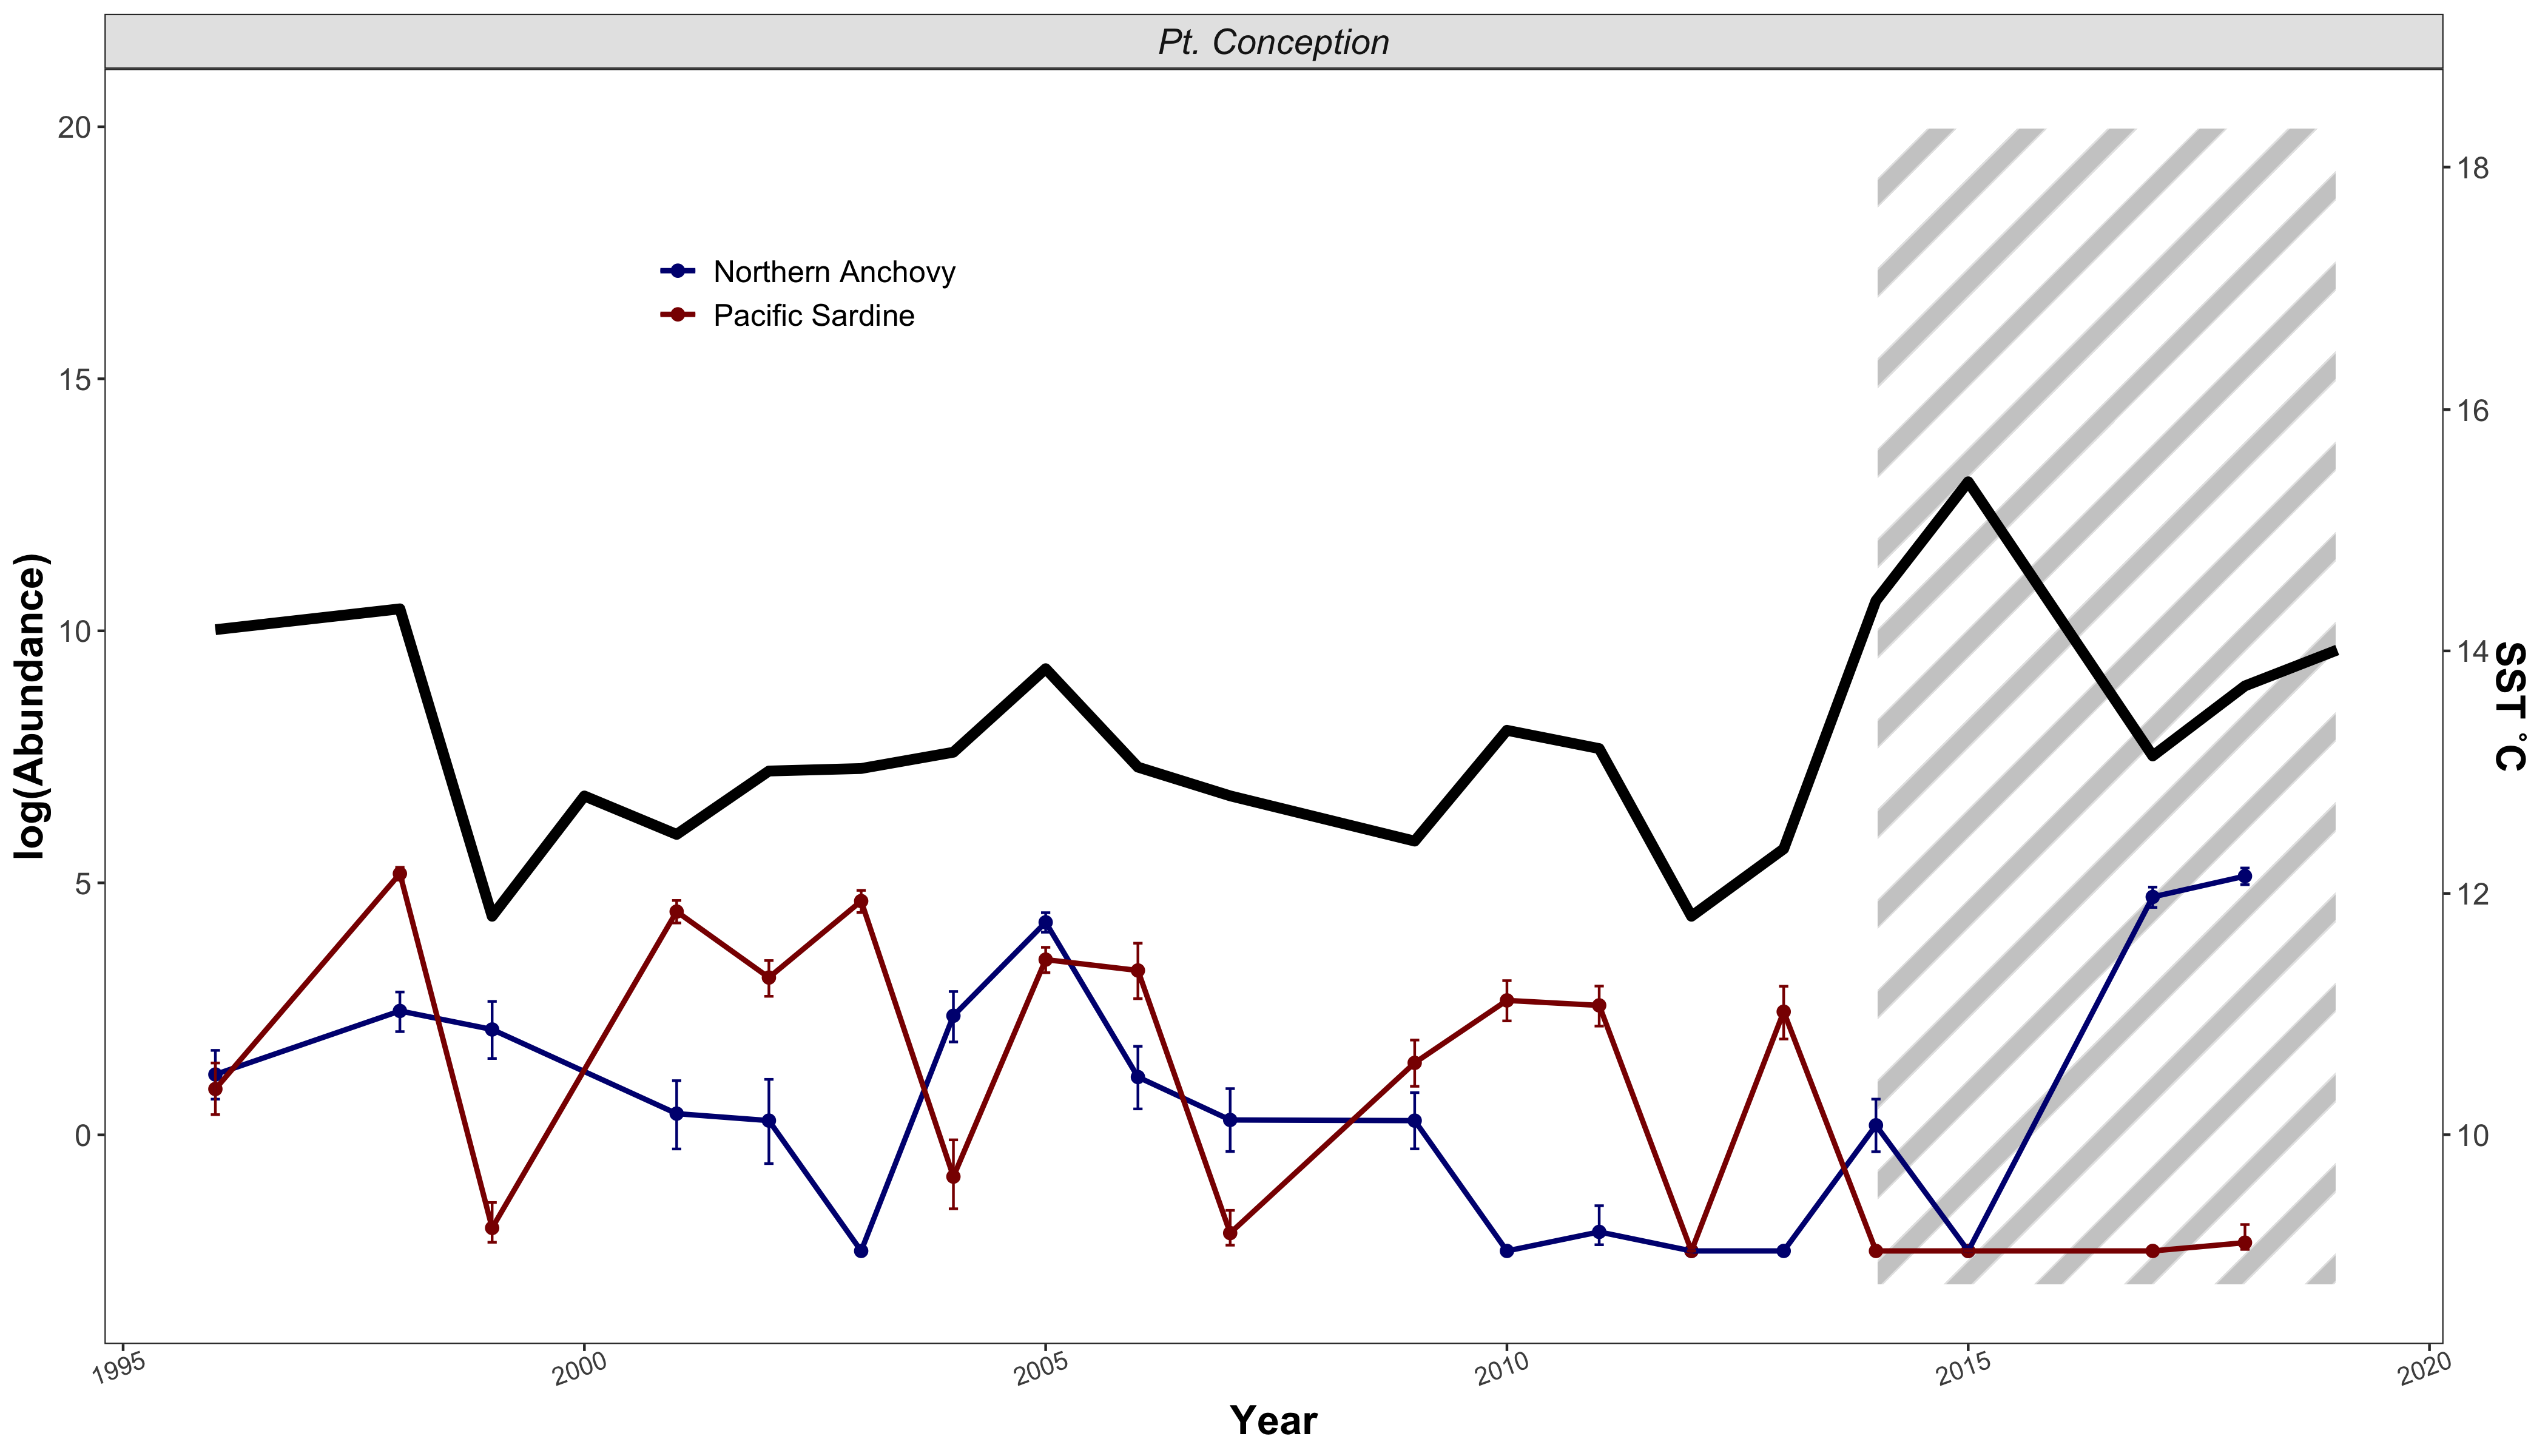 Pt. Conception
20
15
10
5
0
log(Abundance)
Northern Anchovy
Pacific Sardine
18
16
14
12
10
SST °C
1995
2000
2005
2010
2015
2020
Year